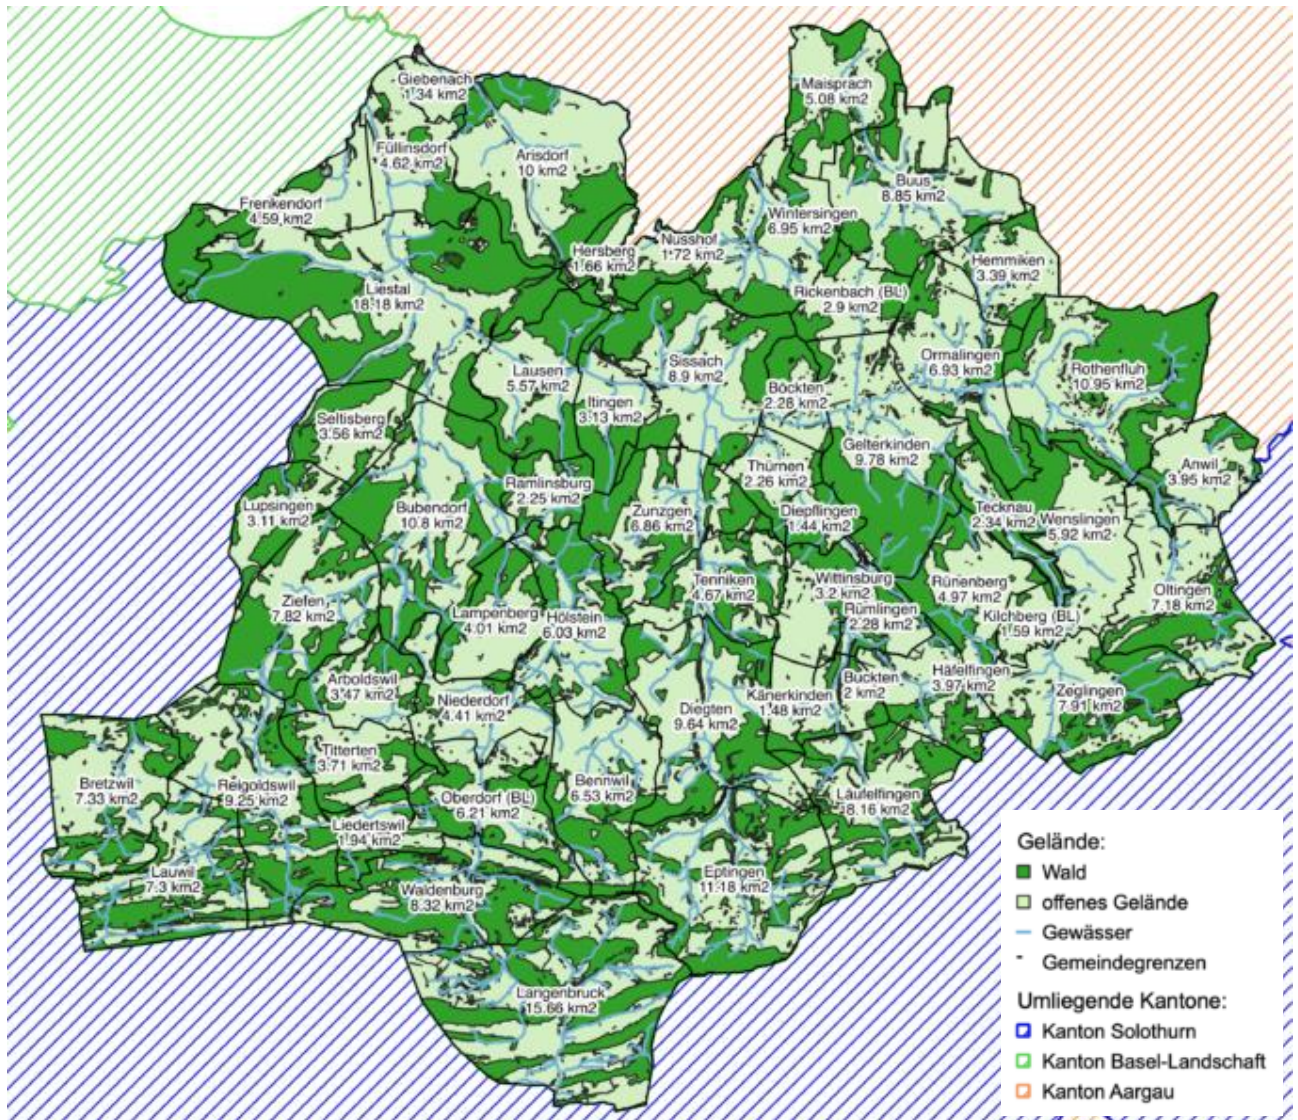 Giebenach
1.34 km2
Maisprach
5.08 km2
Füllinsdorf
4.62 km2
Arisdorf
10 km2
Buus
8.85 km2
Frenkendorf
4.59 km2
Wintersingen
6.95 km2
Nusshof
1.72 km2
Hersberg
1.66 km2
Hemmiken
3.39 km2
Liestal
18.18 km2
Rickenbach (BL)
2.9 km2
Ormalingen
6.93 km2
Sissach
8.9 km2
Rothenfluh
10.95 km2
Lausen
5.57 km2
Böckten
2.26 km2
Itingen
3.13 km2
Seltisberg
3.56 km2
Gelterkinden
9.78 km2
Anwil
3.95 km2
Thürnen
2.26 km2
Ramlinsburg
2.25 km2
Lupsingen
3.11 km2
Bubendorf
10.8 km2
Zunzgen
6.86 km2
Diepflingen
1.44 km2
Tecknau
2.34 km2
Wenslingen
5.92 km2
Tenniken
4.67 km2
Wittinsburg
3.2 km2
Rünenberg
4.97 km2
Oltingen
7.18 km2
Ziefen
7.82 km2
Lampenberg
4.01 km2
Hölstein
6.03 km2
Rümlingen
2.28 km2
Kilchberg (BL)
1.59 km2
Arboldswil
3.47 km2
Niederdorf
4.41 km2
Känerkinden
1.48 km2
Buckten
2 km2
Häfelfingen
3.97 km2
Zeglingen
7.91 km2
Diegten
9.64 km2
Titterten
3.71 km2
Bretzwil
7.33 km2
Reigoldswil
9.25 km2
Oberdorf (BL)
6.21 km2
Bennwil
6.53 km2
Läufelfingen
8.16 km2
Liedertswil
1.94 km2
Lauwil
7.3 km2
Waldenburg
8.32 km2
Eptingen
11.18 km2
Langenbruck
15.66 km2
Gelände:
Wald
offenes Gelände
Gewässer
Gemeindegrenzen
Umliegende Kantone:
Kanton Solothurn
Kanton Basel-Landschaft
Kanton Aargau